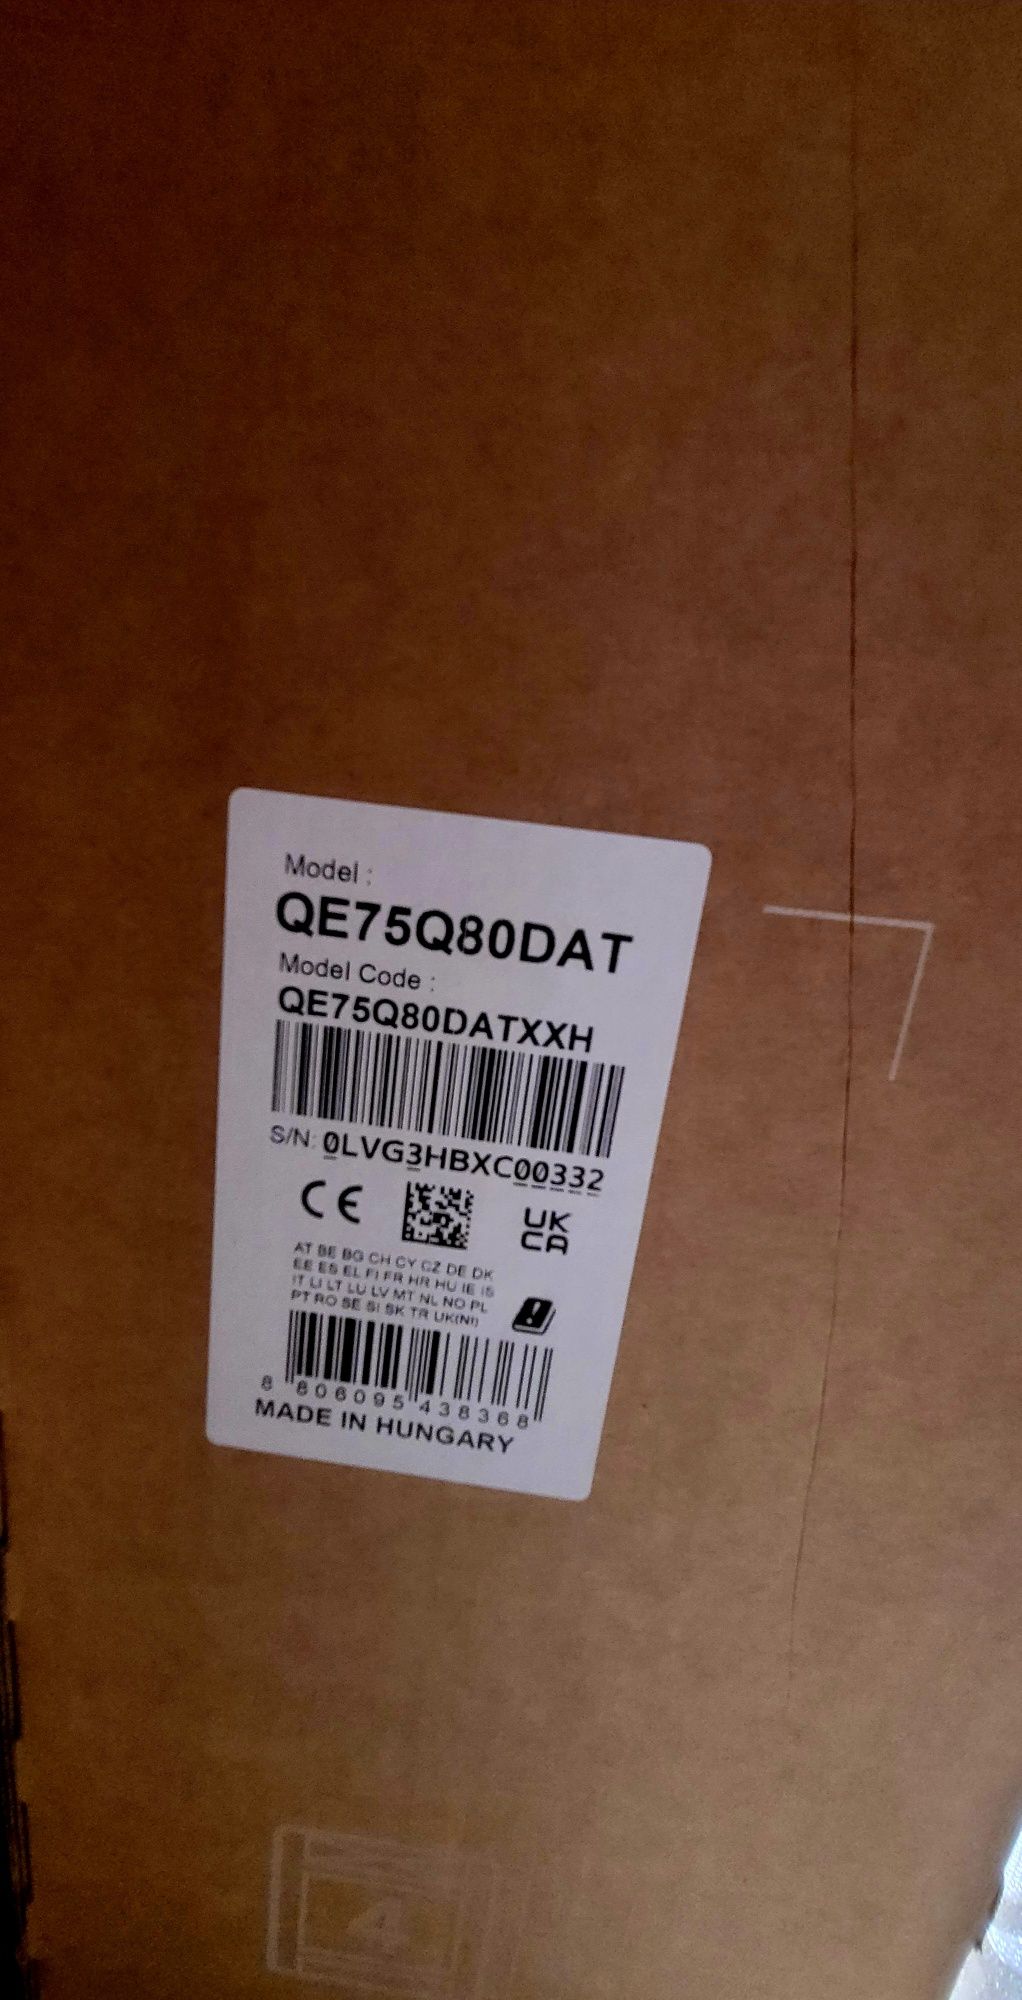 Model :
QE75Q80DAT
Model Code :
QE75Q80DATXXH
S/N: 0LVG3HBXC00332
CE
UK
CA
AT BE BG CH CY CZ DE DK
EE ES EL FI FR HR HU IE IS
IT LI LT LU LV MT NL NO PL
PT RO SE SI SK TR UK(NI)
8 806095 438368
MADE IN HUNGARY
4